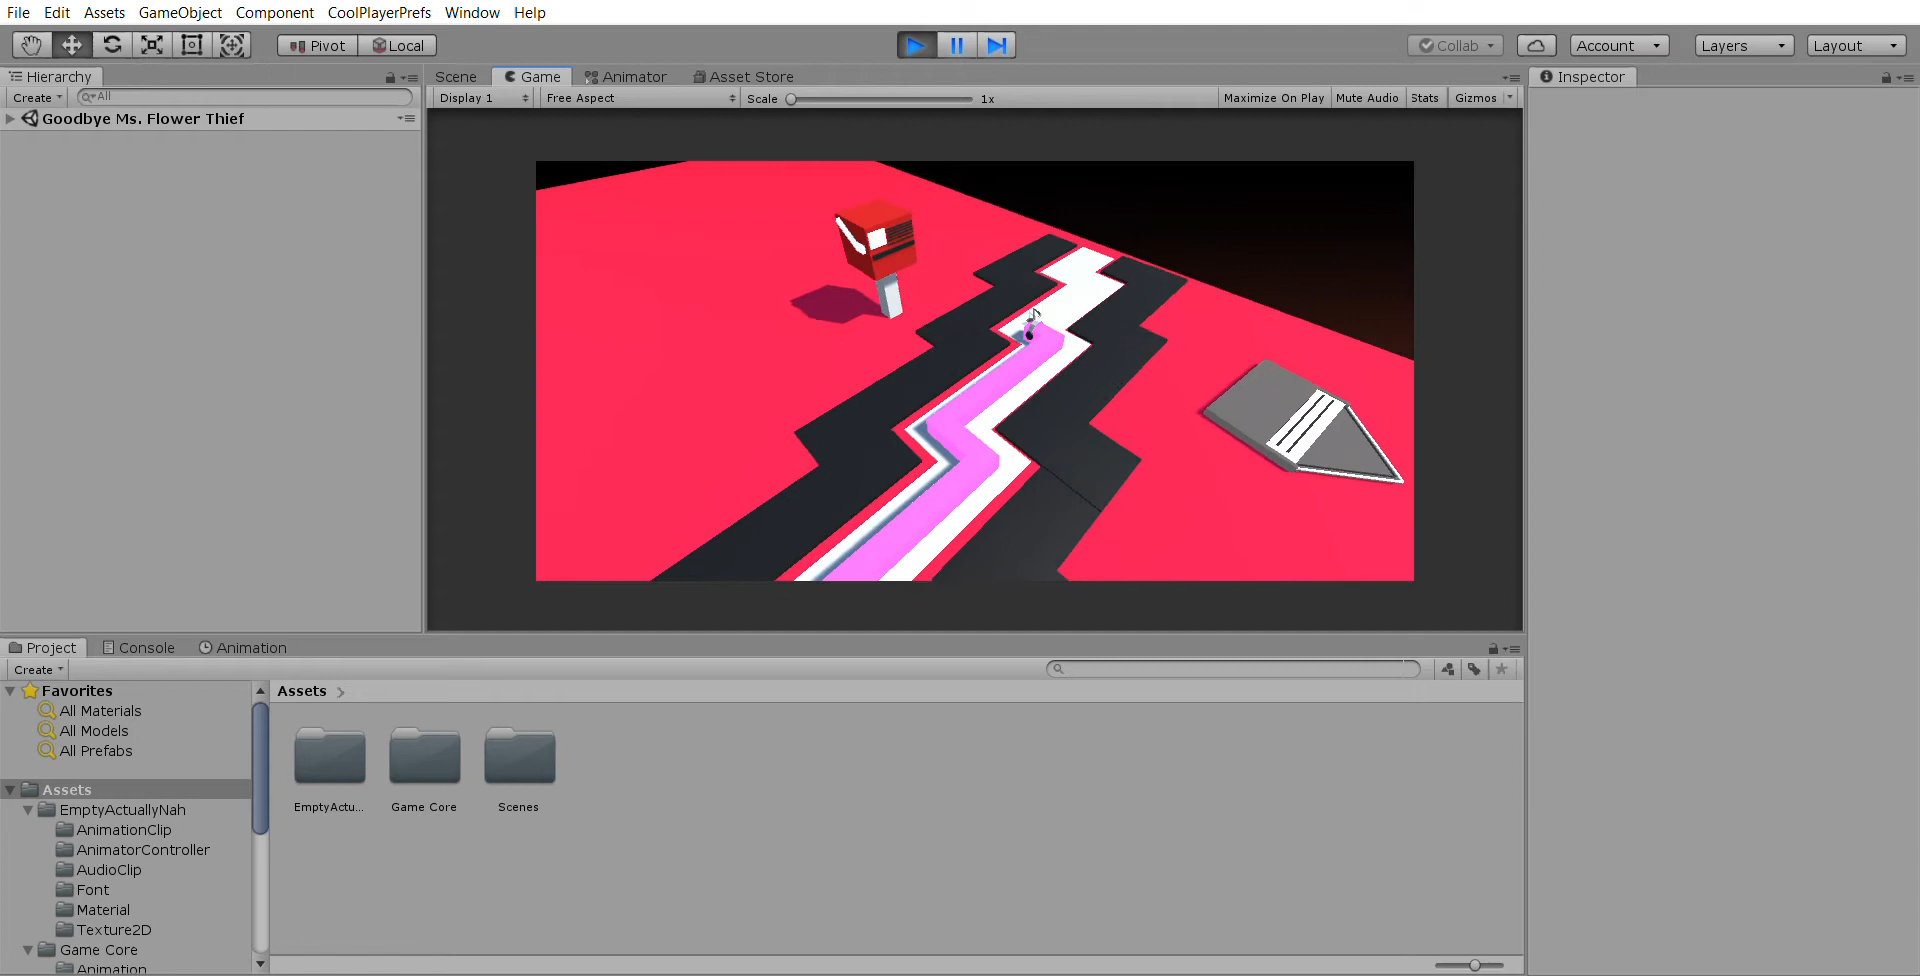 File Edit Assets GameObject Component CoolPlayerPrefs Window Help
Pivot Local Collab Account Layers Layout
Hierarchy Scene Game Animator Asset Store Inspector
Create All Display 1 Free Aspect Scale 1x Maximize On Play Mute Audio Stats Gizmos
Goodbye Ms. Flower Thief
Project Console Animation
Create
Favorites Assets
All Materials
All Models
All Prefabs
Assets
EmptyActu... Game Core Scenes
EmptyActuallyNah
AnimationClip
AnimatorController
AudioClip
Font
Material
Texture2D
Game Core
Animation